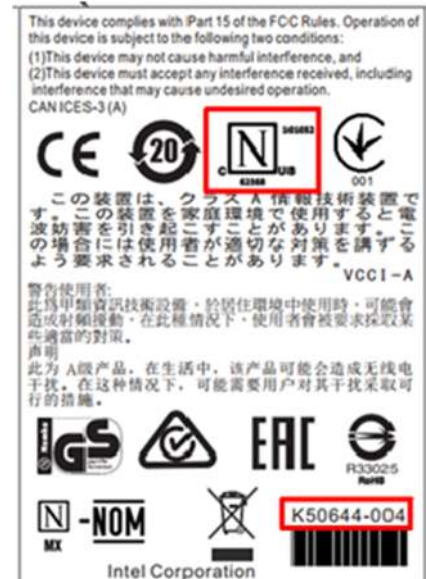 This device complies with Part 15 of the FCC Rules. Operation of
this device is subject to the following two conditions:
(1)This device may not cause harmful interference, and
(2)This device must accept any interference received, including
interference that may cause undesired operation.
CAN ICES-3 (A)
CE
20
N
C
US
62368
001
この装置は、クラスA情報技術装置で
す。この装置を家庭環境で使用すると電
波妨害を引き起こすことがあります。こ
の場合には使用者が適切な対策を講ずる
よう要求されることがあります。
VCCI-A
警告使用者:
此為甲類資訊技術設備,於居住環境中使用時,可能會
造成射頻擾動,在此種情況下,使用者會被要求採取某
些適當的對策。
声明
此为 A级产品,在生活中,该产品可能会造成无线电
干扰。在这种情况下,可能需要用户对其干扰采取可
行的措施。
GS
EAC
R33025
RoHS
N
-NOM
MX
K50644-004
Intel Corporation